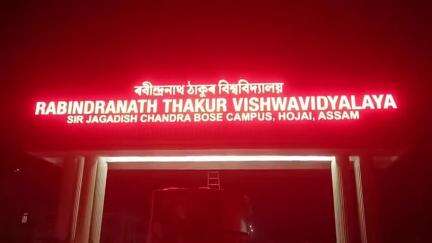 ৰবীন্দ্ৰনাথ ঠাকুৰ বিশ্ববিদ্যালয়
RABINDRANATH THAKUR VISHWAVIDYALAYA
SIR JAGADISH CHANDRA BOSE CAMPUS, HOJAI, ASSAM